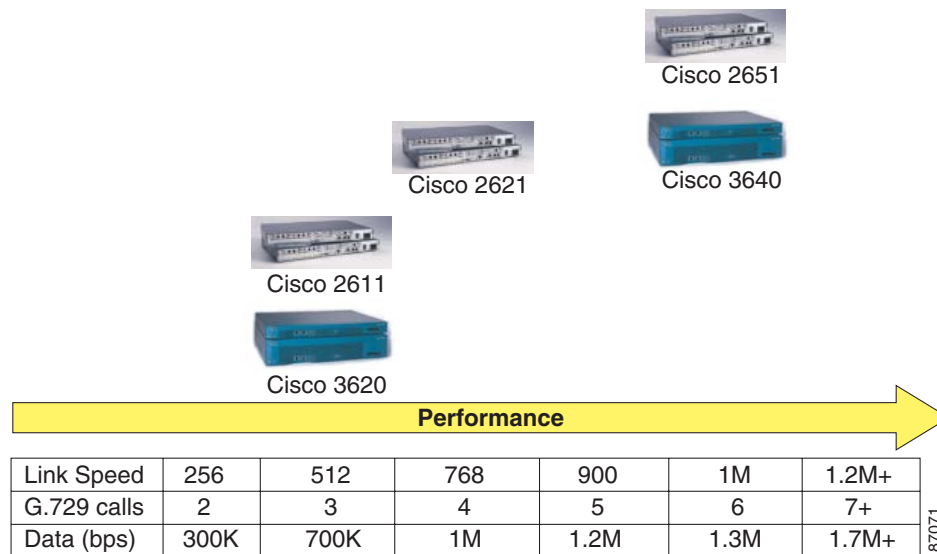 Cisco 2651
Cisco 3640
Cisco 2621
Cisco 2611
Cisco 3620
Performance
Link Speed 256 512 768 900 1M 1.2M+
G.729 calls 2 3 4 5 6 7+
Data (bps) 300K 700K 1M 1.2M 1.3M 1.7M+
87071